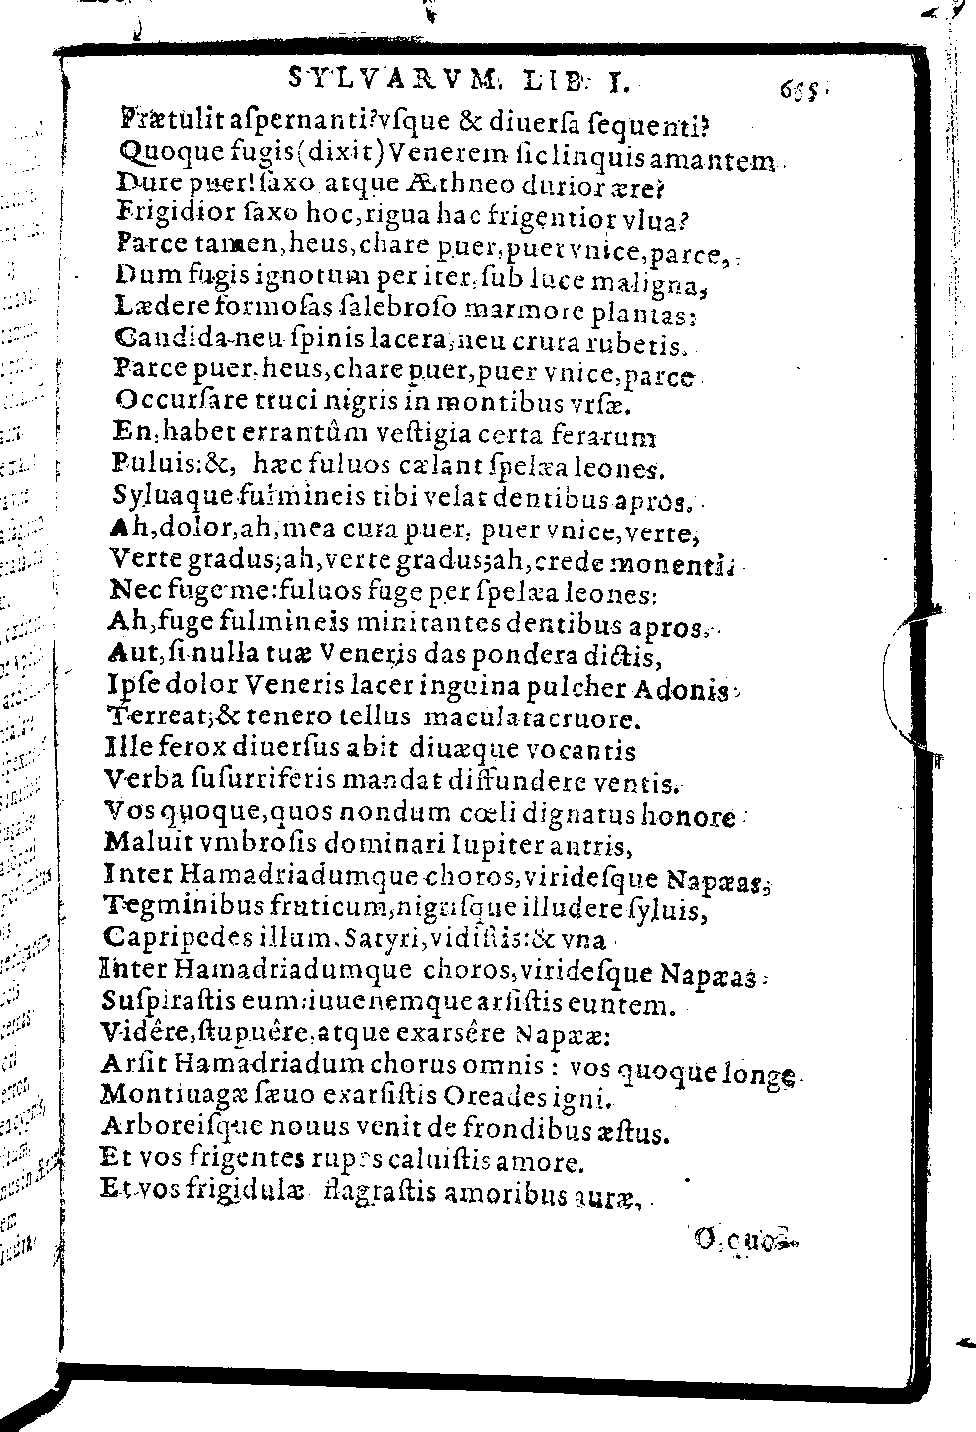 SYLVARVM. LIB. I. 695.
Prætulit aſpernanti? vſque & diuerſa ſequenti?
Quoque fugis (dixit) Venerem ſic linquis amantem
Dure puer! ſaxo atque Æthneo durior ære?
Frigidior ſaxo hoc, rigua hac frigentior vlua?
Parce tamen, heus, chare puer, puer vnice, parce,
Dum fugis ignotum per iter, ſub luce maligna,
Lædere formoſas ſalebroſo marmore plantas:
Candida neu ſpinis lacera, neu crura rubetis.
Parce puer, heus, chare puer, puer vnice, parce
Occurſare truci nigris in montibus vrſæ.
En, habet errantûm veſtigia certa ferarum
Puluis: &, hæc fuluos cælant ſpelæa leones.
Syluaque fulmineis tibi velat dentibus apros.
Ah, dolor, ah, mea cura puer, puer vnice, verte,
Verte gradus; ah, verte gradus; ah, crede monenti:
Nec fuge me: fuluos fuge per ſpelæa leones:
Ah, fuge fulmineis minitantes dentibus apros.
Aut, ſi nulla tuæ Veneris das pondera dictis,
Ipſe dolor Veneris lacer inguina pulcher Adonis
Terreat; & tenero tellus maculata cruore.
Ille ferox diuerſus abit diuæque vocantis
Verba ſuſurriferis mandat diffundere ventis.
Vos quoque, quos nondum cœli dignatus honore
Maluit vmbroſis dominari Iupiter antris,
Inter Hamadriadumque choros, virideſque Napæas,
Tegminibus fruticum, nigriſque illudere ſyluis,
Capripedes illum, Satyri, vidiſtis: & vna
Inter Hamadriadumque choros, virideſque Napæas
Suſpiraſtis eum: iuuenemque arſiſtis euntem.
Vidêre, ſtupuêre, atque exarsêre Napææ:
Arſit Hamadriadum chorus omnis: vos quoque longe
Montiuagæ ſæuo exarſiſtis Oreades igni.
Arboreiſque nouus venit de frondibus æſtus.
Et vos frigentes rupes caluiſtis amore.
Et vos frigidulæ flagraſtis amoribus auræ,
O, quo-